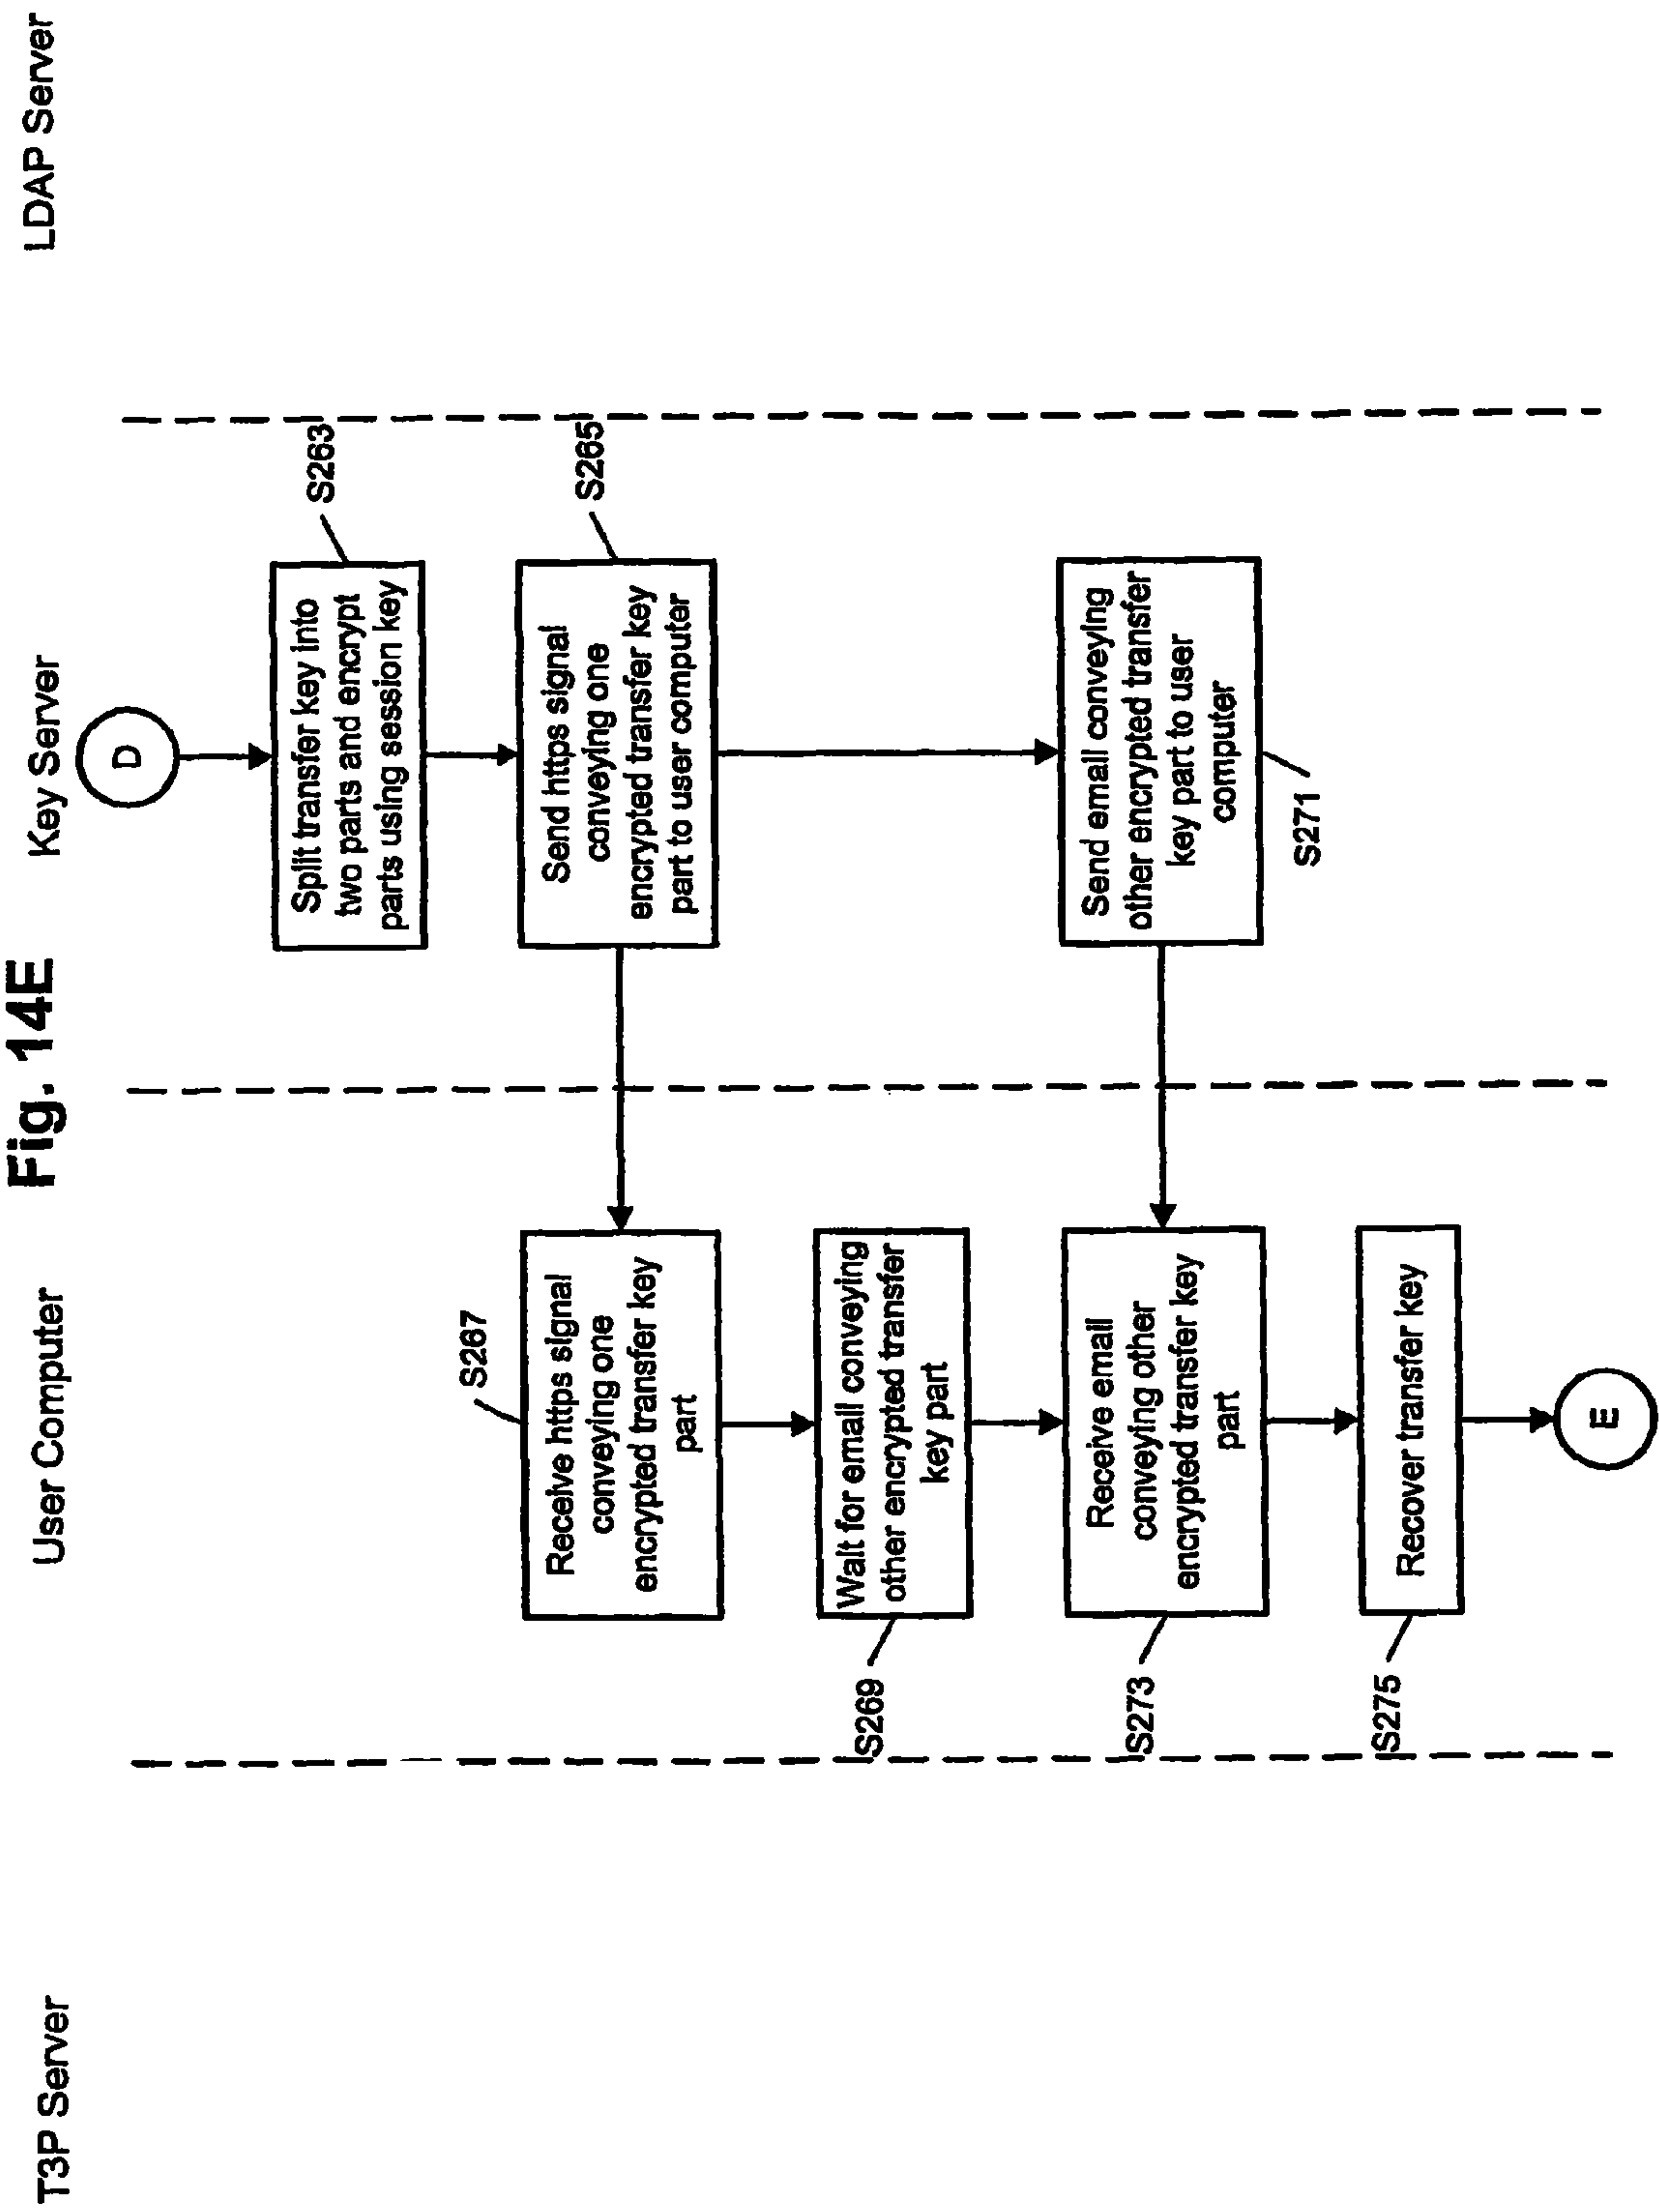 Fig. 14E
T3P Server
User Computer
Key Server
LDAP Server
D
Split transfer key into
two parts and encrypt
parts using session key
S263
Send https signal
conveying one
encrypted transfer key
part to user computer
S265
S267
Receive https signal
conveying one
encrypted transfer key
part
Wait for email conveying
other encrypted transfer
key part
S269
Send email conveying
other encrypted transfer
key part to user
computer
S271
Receive email
conveying other
encrypted transfer key
part
S273
Recover transfer key
S275
E